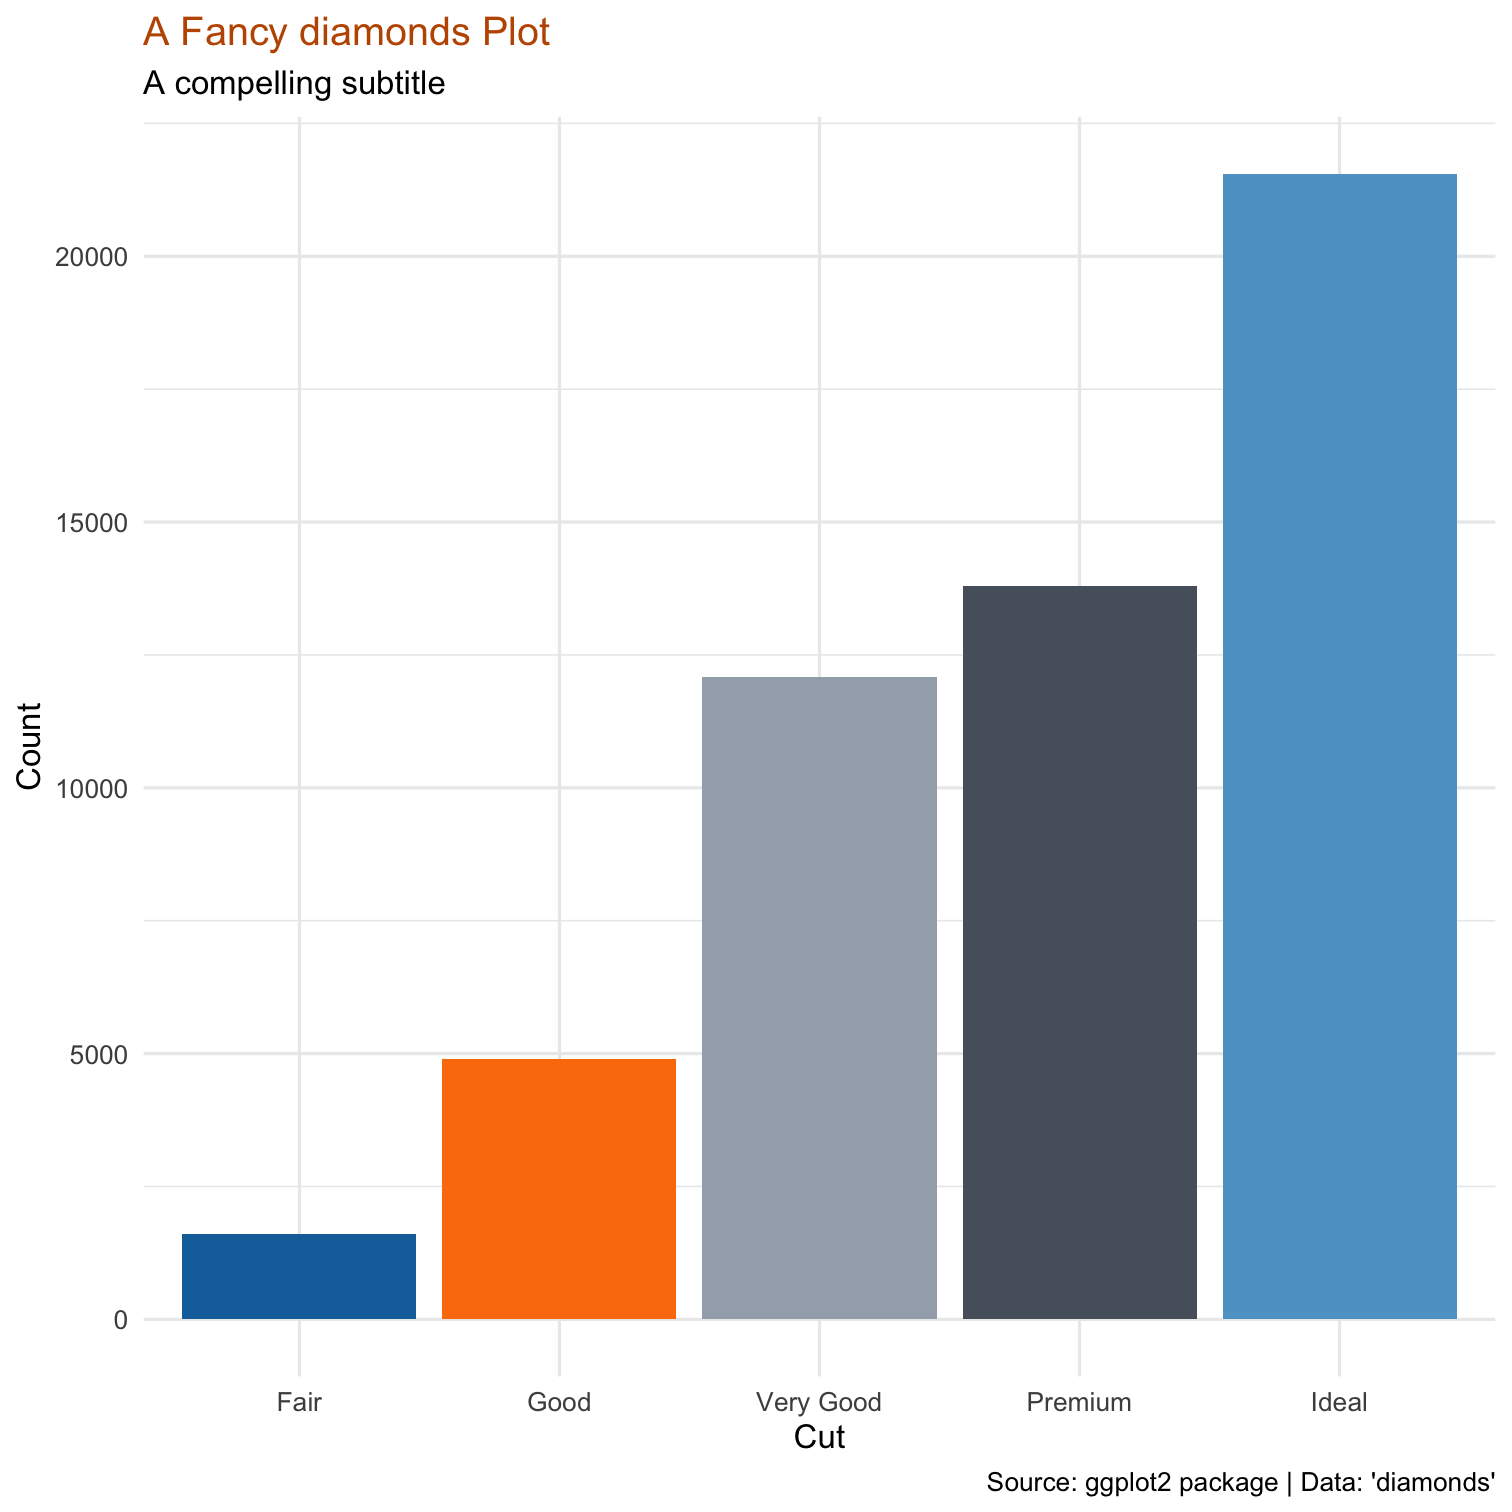 A Fancy diamonds Plot
A compelling subtitle
Count
20000
15000
10000
5000
0
Fair
Good
Very Good
Premium
Ideal
Cut
Source: ggplot2 package | Data: 'diamonds'